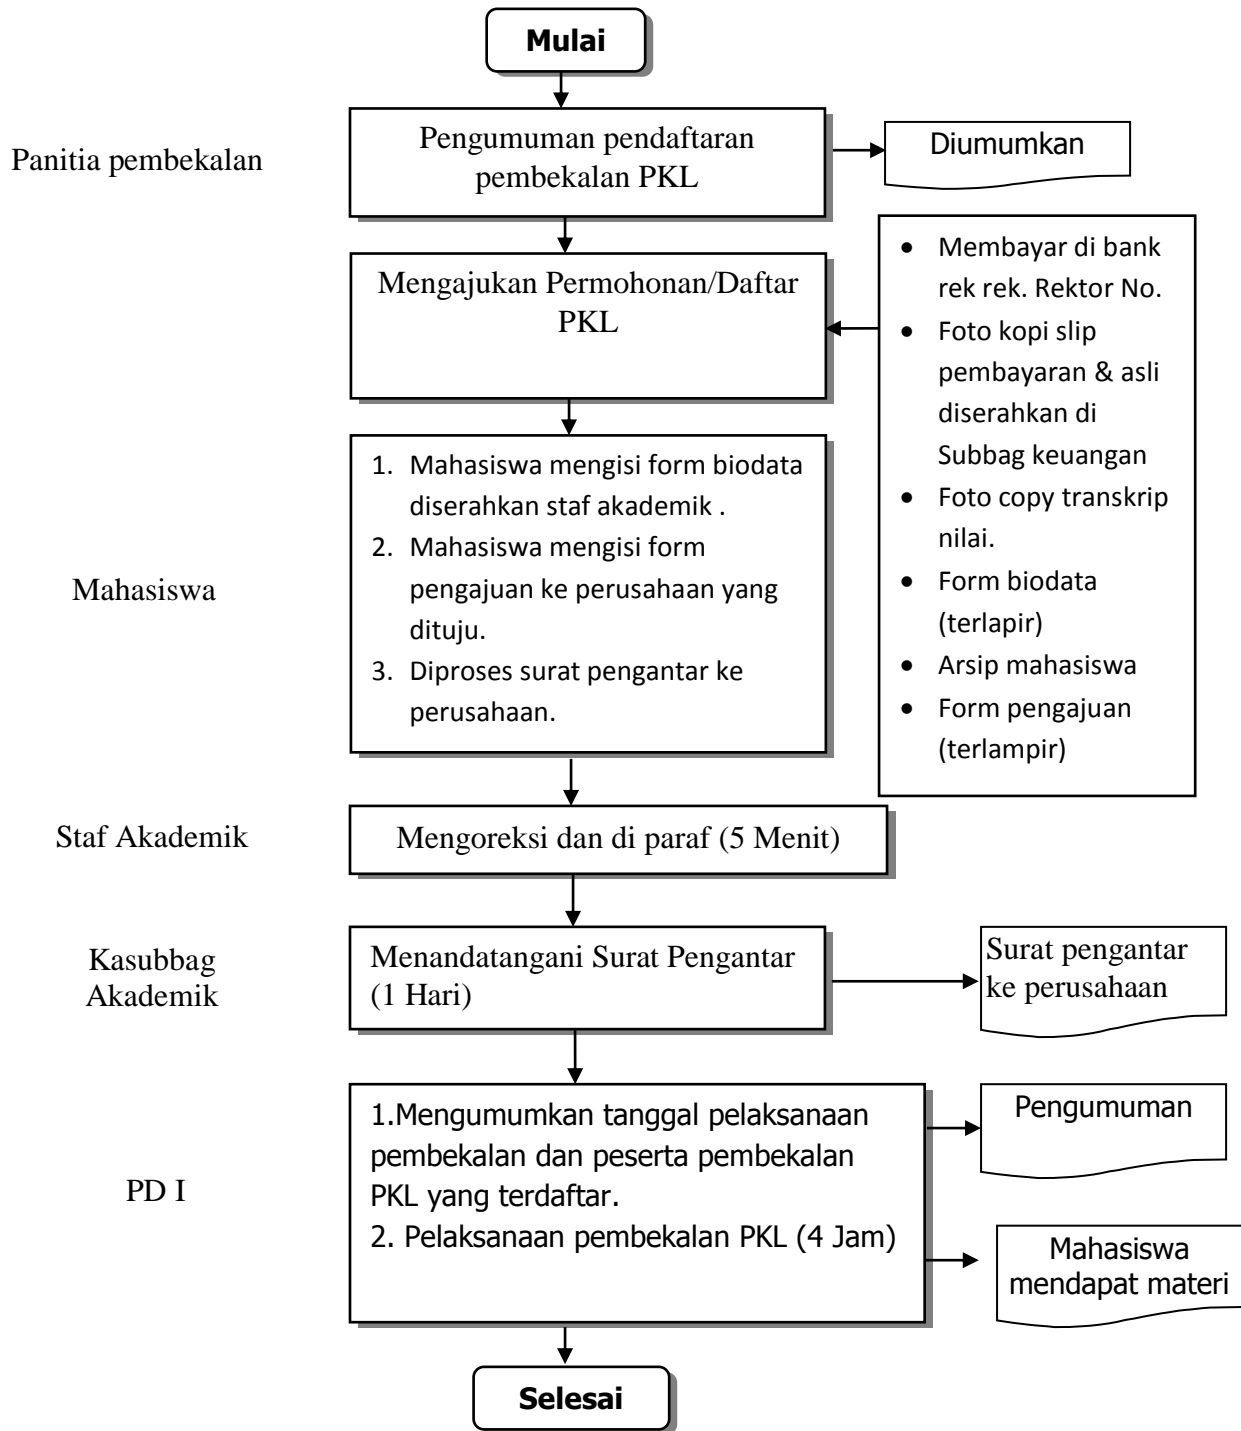 Mulai
Panitia pembekalan
Pengumuman pendaftaran
pembekalan PKL
Diumumkan
Mengajukan Permohonan/Daftar
PKL
• Membayar di bank
rek rek. Rektor No.
• Foto kopi slip
pembayaran & asli
diserahkan di
Subbag keuangan
• Foto copy transkrip
nilai.
• Form biodata
(terlapir)
• Arsip mahasiswa
• Form pengajuan
(terlampir)
Mahasiswa
1. Mahasiswa mengisi form biodata
diserahkan staf akademik .
2. Mahasiswa mengisi form
pengajuan ke perusahaan yang
dituju.
3. Diproses surat pengantar ke
perusahaan.
Staf Akademik
Mengoreksi dan di paraf (5 Menit)
Kasubbag
Akademik
Menandatangani Surat Pengantar
(1 Hari)
Surat pengantar
ke perusahaan
PD I
1.Mengumumkan tanggal pelaksanaan
pembekalan dan peserta pembekalan
PKL yang terdaftar.
2. Pelaksanaan pembekalan PKL (4 Jam)
Pengumuman
Mahasiswa
mendapat materi
Selesai